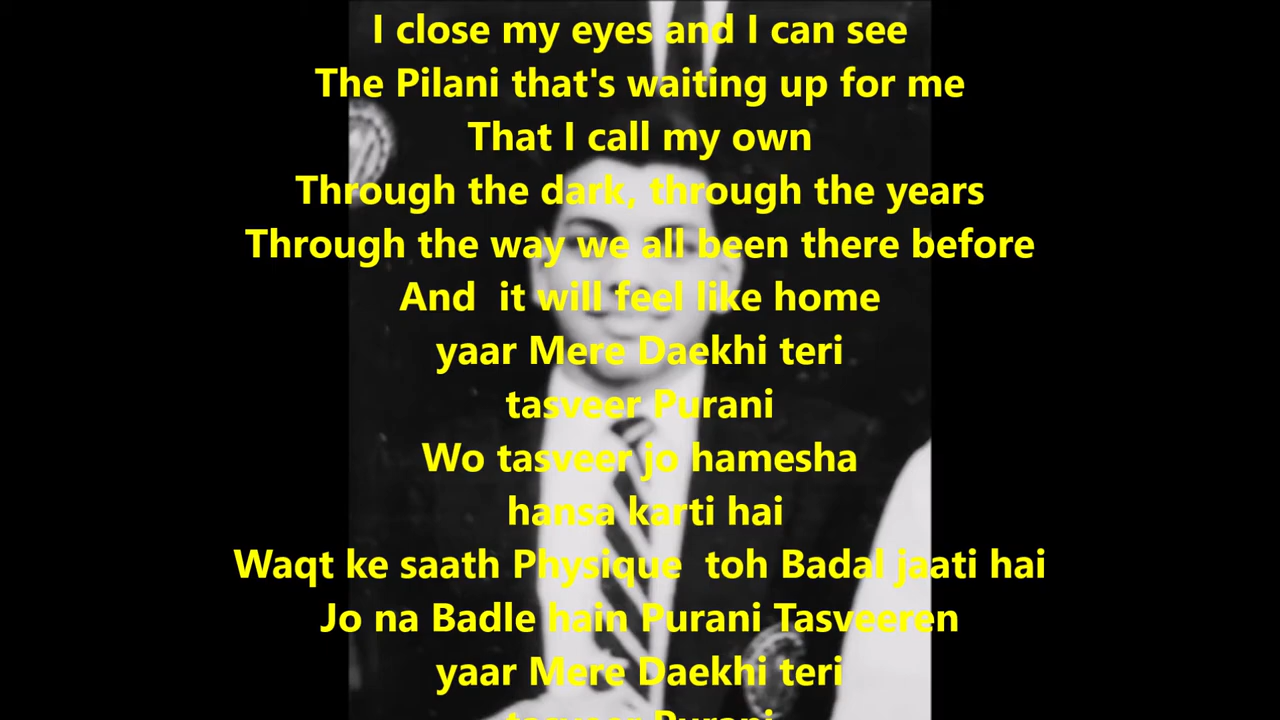 I close my eyes and I can see
The Pilani that's waiting up for me
That I call my own
Through the dark, through the years
Through the way we all been there before
And  it will feel like home
yaar Mere Daekhi teri
tasveer Purani
Wo tasveer jo hamesha
hansa karti hai
Waqt ke saath Physique  toh Badal jaati hai
Jo na Badle hain Purani Tasveeren
yaar Mere Daekhi teri
tasveer Purani